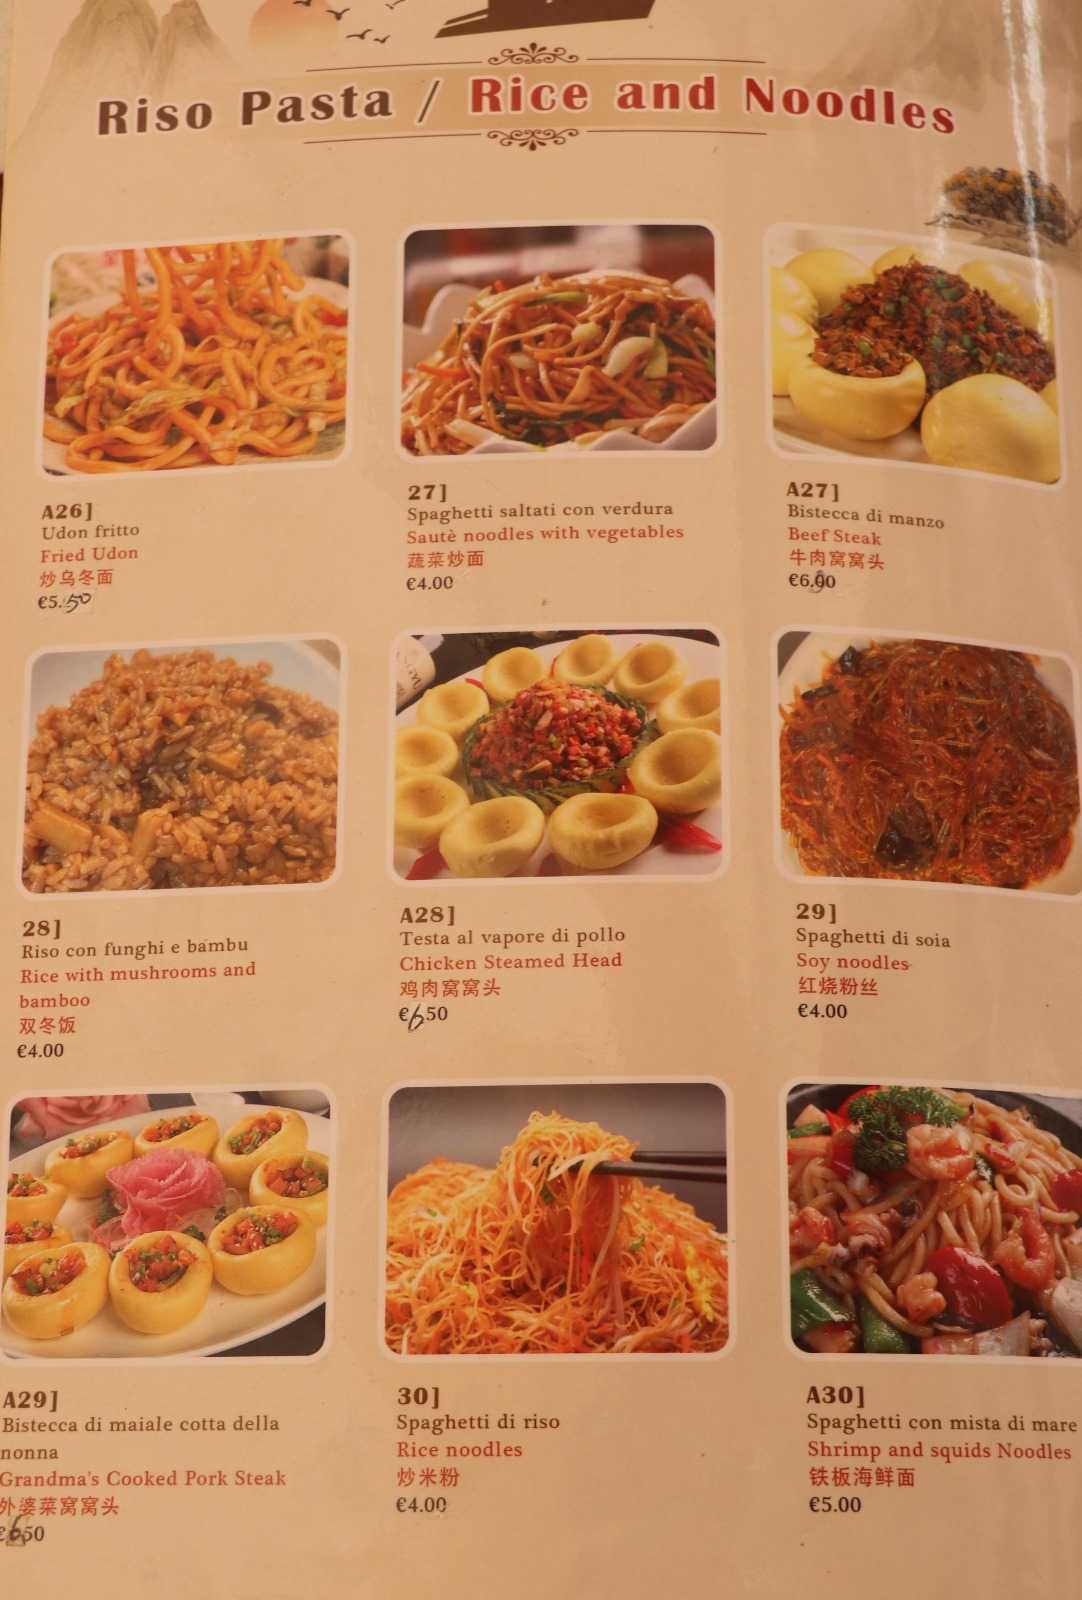 Riso Pasta / Rice and Noodles
A26]
Udon fritto
Fried Udon
炒乌冬面
€5.50
27]
Spaghetti saltati con verdura
Sautè noodles with vegetables
蔬菜炒面
€4.00
A27]
Bistecca di manzo
Beef Steak
牛肉窝窝头
€6.00
28]
Riso con funghi e bambu
Rice with mushrooms and
bamboo
双冬饭
€4.00
A28]
Testa al vapore di pollo
Chicken Steamed Head
鸡肉窝窝头
€6.50
29]
Spaghetti di soia
Soy noodles
红烧粉丝
€4.00
A29]
Bistecca di maiale cotta della
nonna
Grandma's Cooked Pork Steak
外婆菜窝窝头
€6.50
30]
Spaghetti di riso
Rice noodles
炒米粉
€4.00
A30]
Spaghetti con mista di mare
Shrimp and squids Noodles
铁板海鲜面
€5.00